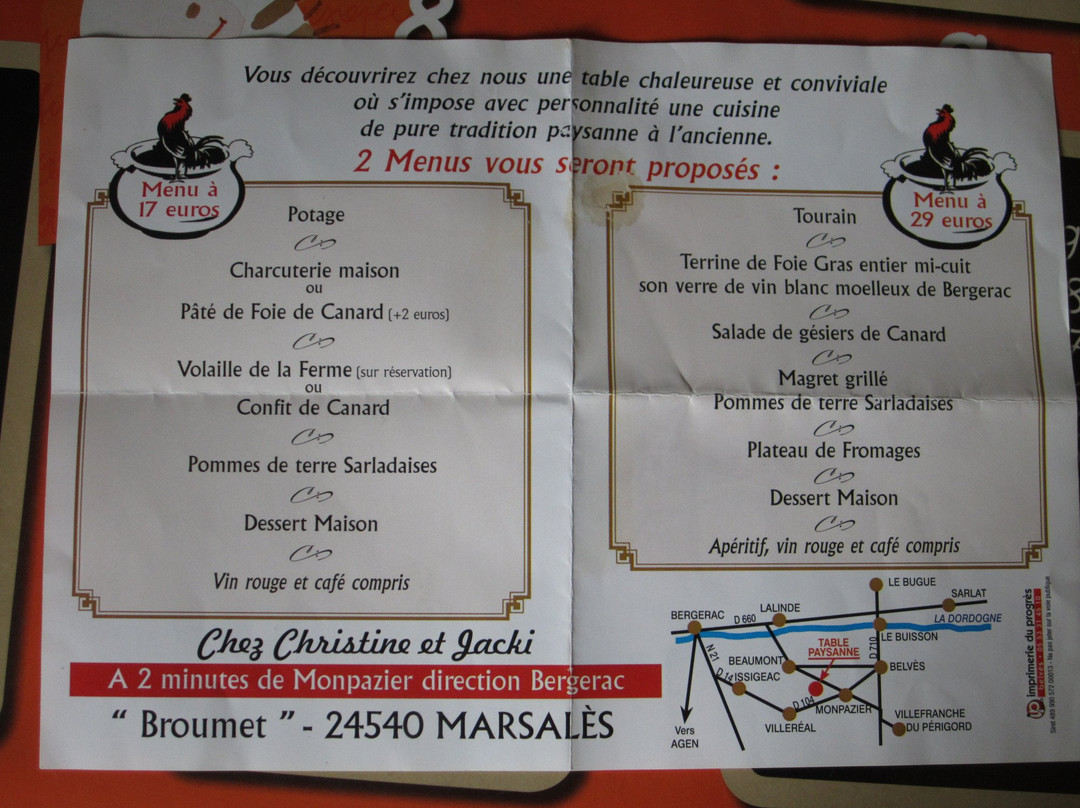 Vous découvrirez chez nous une table chaleureuse et conviviale
où s'impose avec personnalité une cuisine
de pure tradition paysanne à l'ancienne.
2 Menus vous seront proposés :
Menu à
17 euros
Potage
Charcuterie maison
ou
Pâté de Foie de Canard (+2 euros)
Volaille de la Ferme (sur réservation)
ou
Confit de Canard
Pommes de terre Sarladaises
Dessert Maison
Vin rouge et café compris
Menu à
29 euros
Tourain
Terrine de Foie Gras entier mi-cuit
son verre de vin blanc moelleux de Bergerac
Salade de gésiers de Canard
Magret grillé
Pommes de terre Sarladaises
Plateau de Fromages
Dessert Maison
Apéritif, vin rouge et café compris
Chez Christine et Jacki
A 2 minutes de Monpazier direction Bergerac
" Broumet " - 24540 MARSALÈS
LE BUGUE
SARLAT
BERGERAC
D 660
LALINDE
LA DORDOGNE
LE BUISSON
N 21
TABLE
PAYSANNE
D 710
BEAUMONT
BELVÈS
D 14
ISSIGEAC
D 104
MONPAZIER
VILLERÉAL
VILLEFRANCHE
DU PÉRIGORD
Vers
AGEN
imprimerie du progrès